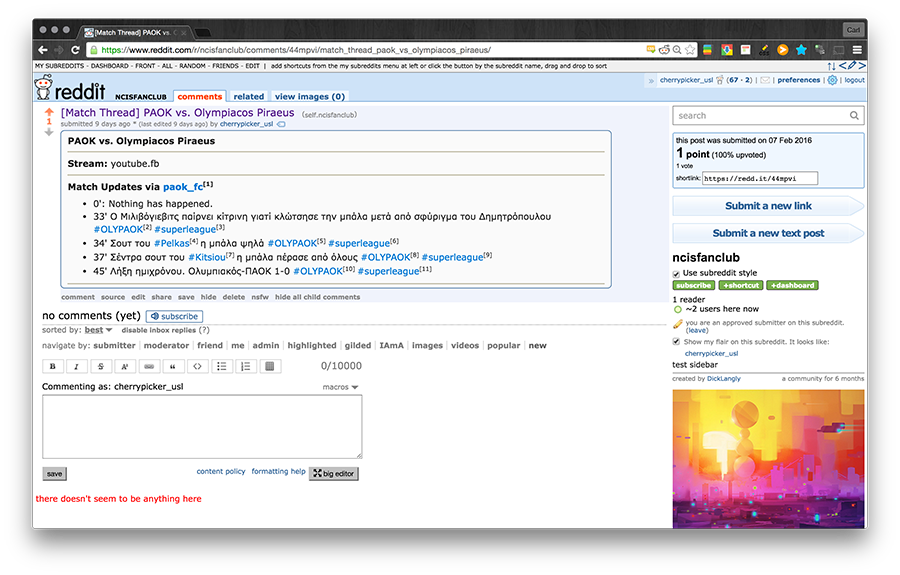 [Match Thread] PAOK vs. O
Carl
https://www.reddit.com/r/ncisfanclub/comments/44mpvi/match_thread_paok_vs_olympiacos_piraeus/
MY SUBREDDITS - DASHBOARD - FRONT - ALL - RANDOM - FRIENDS - EDIT | add shortcuts from the my subreddits menu at left or click the button by the subreddit name, drag and drop to sort
reddit NCISFANCLUB comments related view images (0)
» cherrypicker_usl (67 · 2) | preferences | logout
1
[Match Thread] PAOK vs. Olympiacos Piraeus (self.ncisfanclub)
submitted 9 days ago * (last edited 9 days ago) by cherrypicker_usl
PAOK vs. Olympiacos Piraeus
Stream: youtube.fb
Match Updates via paok_fc[1]
• 0': Nothing has happened.
• 33' Ο Μιλιβόγιεβιτς παίρνει κίτρινη γιατί κλώτσησε την μπάλα μετά από σφύριγμα του Δημητρόπουλου
#OLYPAOK[2] #superleague[3]
• 34' Σουτ του #Pelkas[4] η μπάλα ψηλά #OLYPAOK[5] #superleague[6]
• 37' Σέντρα σουτ του #Kitsiou[7] η μπάλα πέρασε από όλους #OLYPAOK[8] #superleague[9]
• 45' Λήξη ημιχρόνου. Ολυμπιακός-ΠΑΟΚ 1-0 #OLYPAOK[10] #superleague[11]
comment source edit share save hide delete nsfw hide all child comments
no comments (yet) subscribe
sorted by: best disable inbox replies (?)
navigate by: submitter | moderator | friend | me | admin | highlighted | gilded | IAmA | images | videos | popular | new
B I S 0/10000
Commenting as: cherrypicker_usl macros
save content policy formatting help big editor
there doesn't seem to be anything here
search
this post was submitted on 07 Feb 2016
1 point (100% upvoted)
1 vote
shortlink: https://redd.it/44mpvi
Submit a new link
Submit a new text post
ncisfanclub
Use subreddit style
subscribe +shortcut +dashboard
1 reader
~2 users here now
you are an approved submitter on this subreddit.
(leave)
Show my flair on this subreddit. It looks like:
cherrypicker_usl
test sidebar
created by DickLangly a community for 6 months